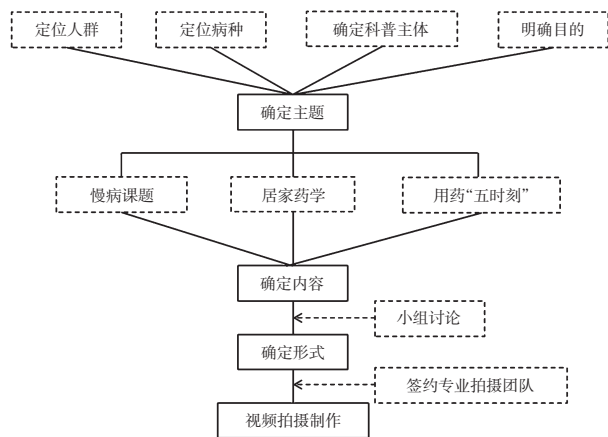 定位人群
定位病种
确定科普主体
明确目的
确定主题
慢病课题
居家药学
用药“五时刻”
确定内容
小组讨论
确定形式
签约专业拍摄团队
视频拍摄制作